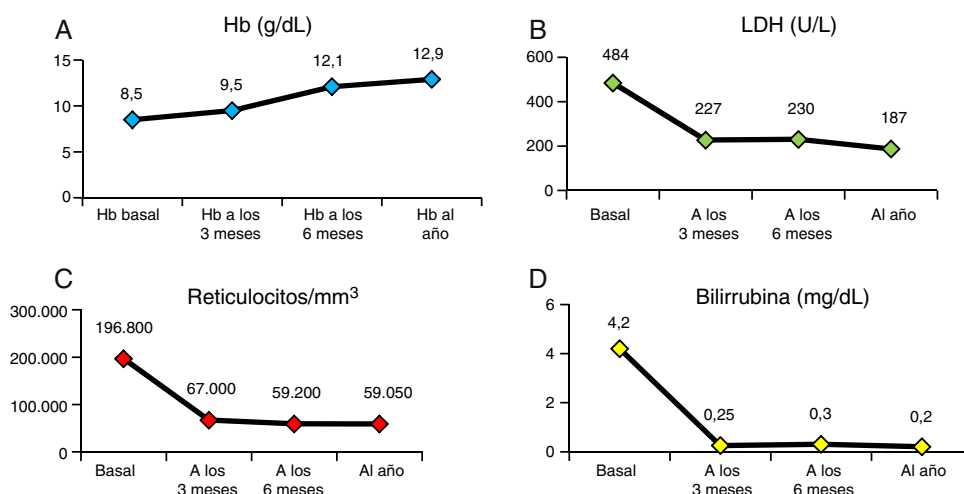 A
Hb (g/dL)
15
10
5
0
8,5
9,5
12,1
12,9
Hb basal
Hb a los
3 meses
Hb a los
6 meses
Hb al
año
B
LDH (U/L)
600
400
200
0
484
227
230
187
Basal
A los
3 meses
A los
6 meses
Al año
C
Reticulocitos/mm³
300.000
200.000
100.000
0
196.800
67.000
59.200
59.050
Basal
A los
3 meses
A los
6 meses
Al año
D
Bilirrubina (mg/dL)
6
4
2
0
4,2
0,25
0,3
0,2
Basal
A los
3 meses
A los
6 meses
Al año